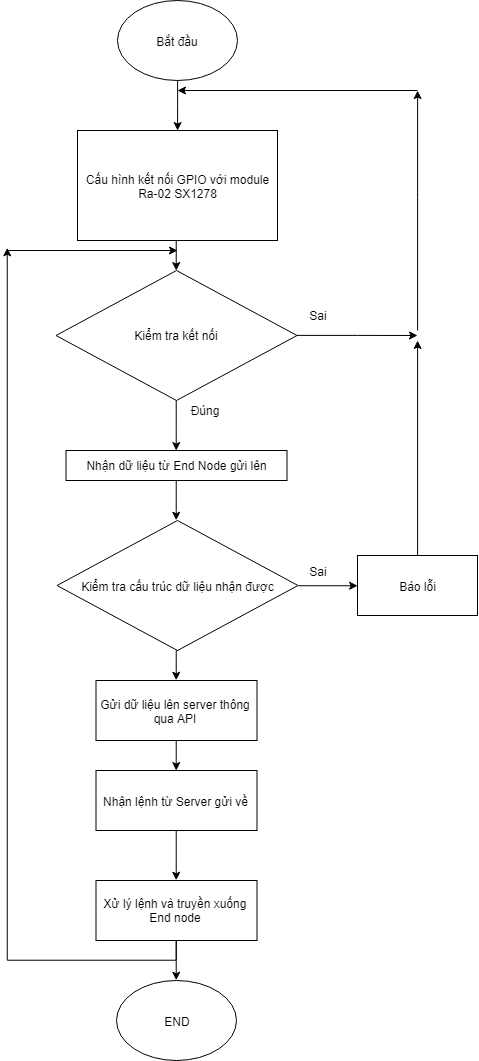 Bắt đầu
Cấu hình kết nối GPIO với module
Ra-02 SX1278
Kiểm tra kết nối
Sai
Đúng
Nhận dữ liệu từ End Node gửi lên
Kiểm tra cấu trúc dữ liệu nhận được
Sai
Báo lỗi
Gửi dữ liệu lên server thông
qua API
Nhận lệnh từ Server gửi về
Xử lý lệnh và truyền xuống
End node
END